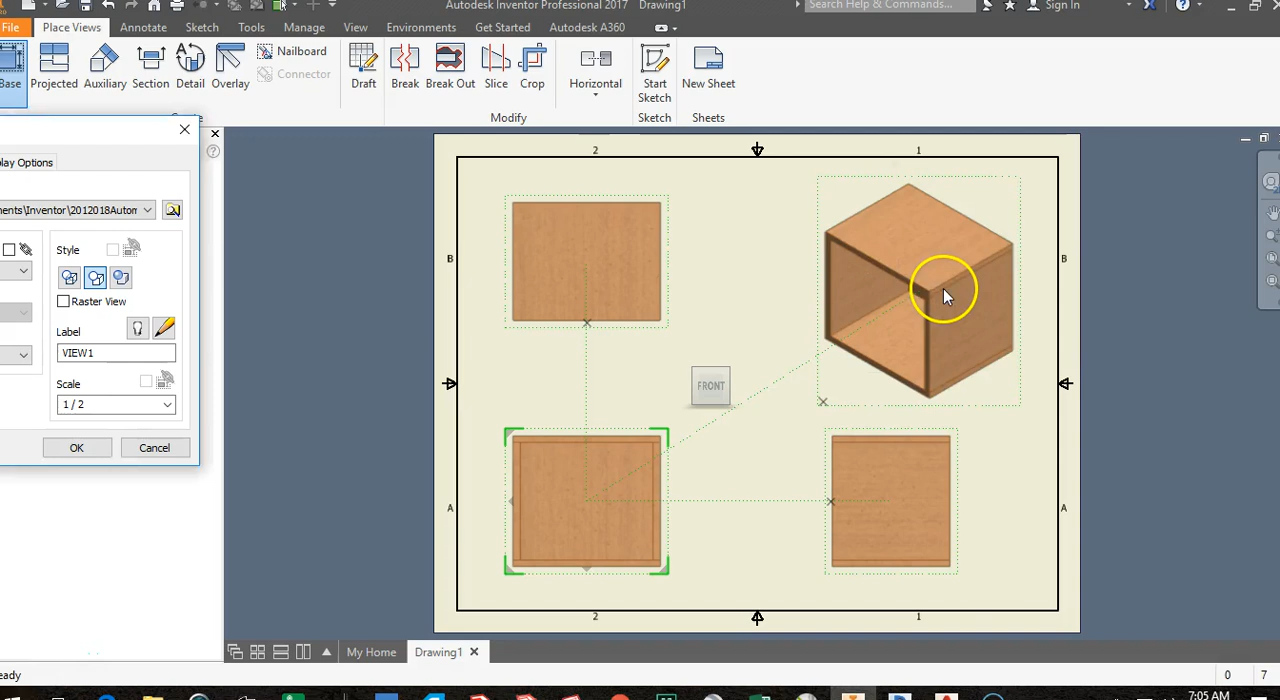 Autodesk Inventor Professional 2017 Drawing1
Search Help & Commands...
Sign In
File Place Views Annotate Sketch Tools Manage View Environments Get Started Autodesk A360
Base Projected Auxiliary Section Detail Overlay
Nailboard
Connector
Draft
Break Break Out Slice Crop
Horizontal
Start
Sketch
New Sheet
Modify
Sketch
Sheets
Display Options
ments\Inventor\2012018Autom
Style
Raster View
Label
VIEW1
Scale
1 / 2
OK
Cancel
2
1
B
B
FRONT
A
A
2
1
My Home
Drawing1
Ready
0
7
7:05 AM